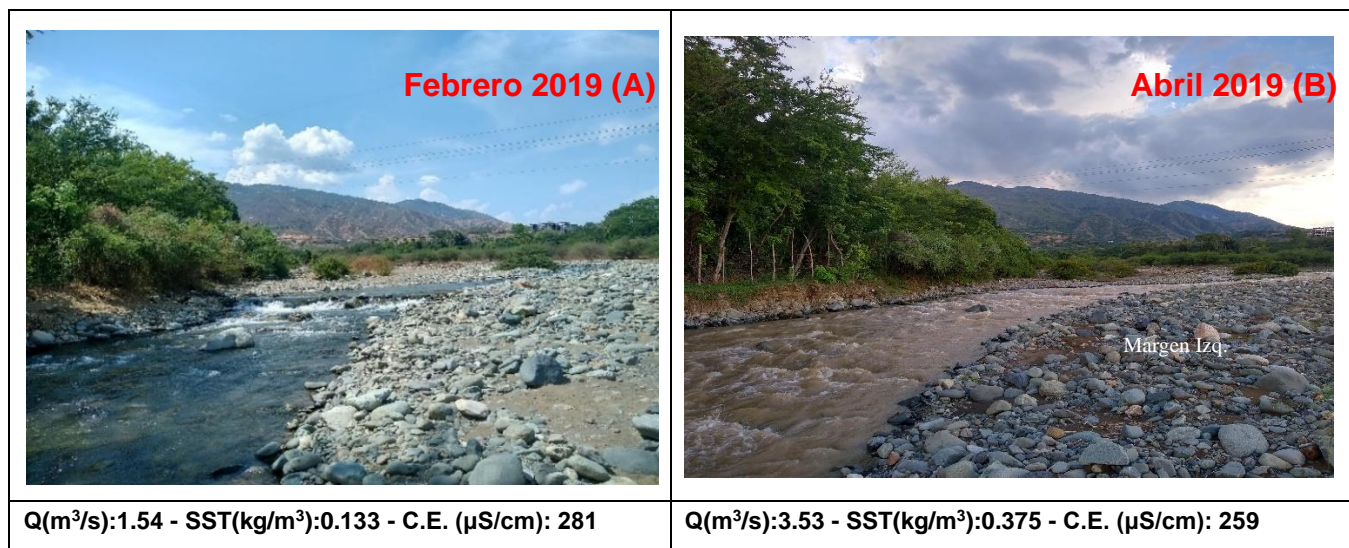 Febrero 2019 (A)
Abril 2019 (B)
Margen Izq.
Q(m³/s):1.54 - SST(kg/m³):0.133 - C.E. (µS/cm): 281
Q(m³/s):3.53 - SST(kg/m³):0.375 - C.E. (µS/cm): 259